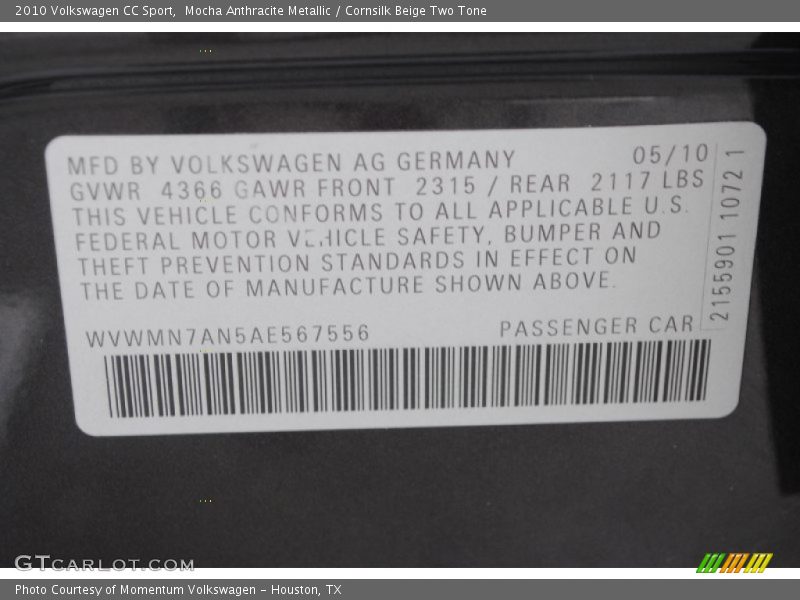 2010 Volkswagen CC Sport,  Mocha Anthracite Metallic / Cornsilk Beige Two Tone
MFD BY VOLKSWAGEN AG GERMANY 05/10
GVWR 4366 GAWR FRONT 2315 / REAR 2117 LBS
THIS VEHICLE CONFORMS TO ALL APPLICABLE U.S.
FEDERAL MOTOR VEHICLE SAFETY, BUMPER AND
THEFT PREVENTION STANDARDS IN EFFECT ON
THE DATE OF MANUFACTURE SHOWN ABOVE.
WVWMN7AN5AE567556 PASSENGER CAR
2155901 1072 1
GTCARLOT.COM
Photo Courtesy of Momentum Volkswagen - Houston, TX